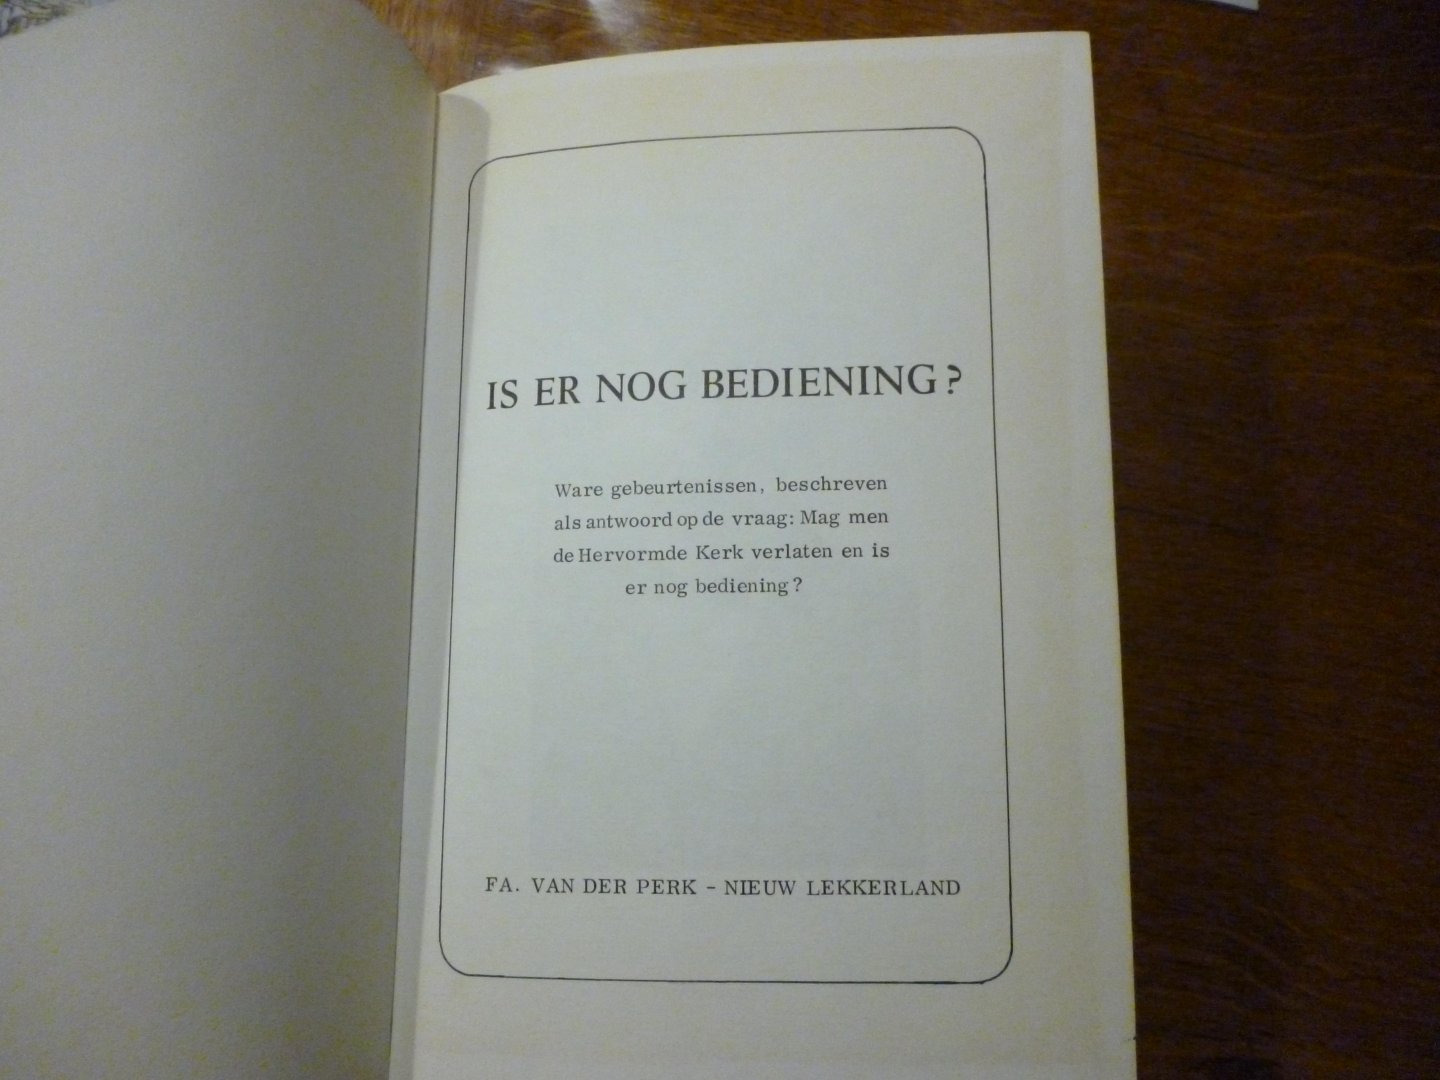 IS ER NOG BEDIENING?
Ware gebeurtenissen, beschreven
als antwoord op de vraag: Mag men
de Hervormde Kerk verlaten en is
er nog bediening?
FA. VAN DER PERK - NIEUW LEKKERLAND